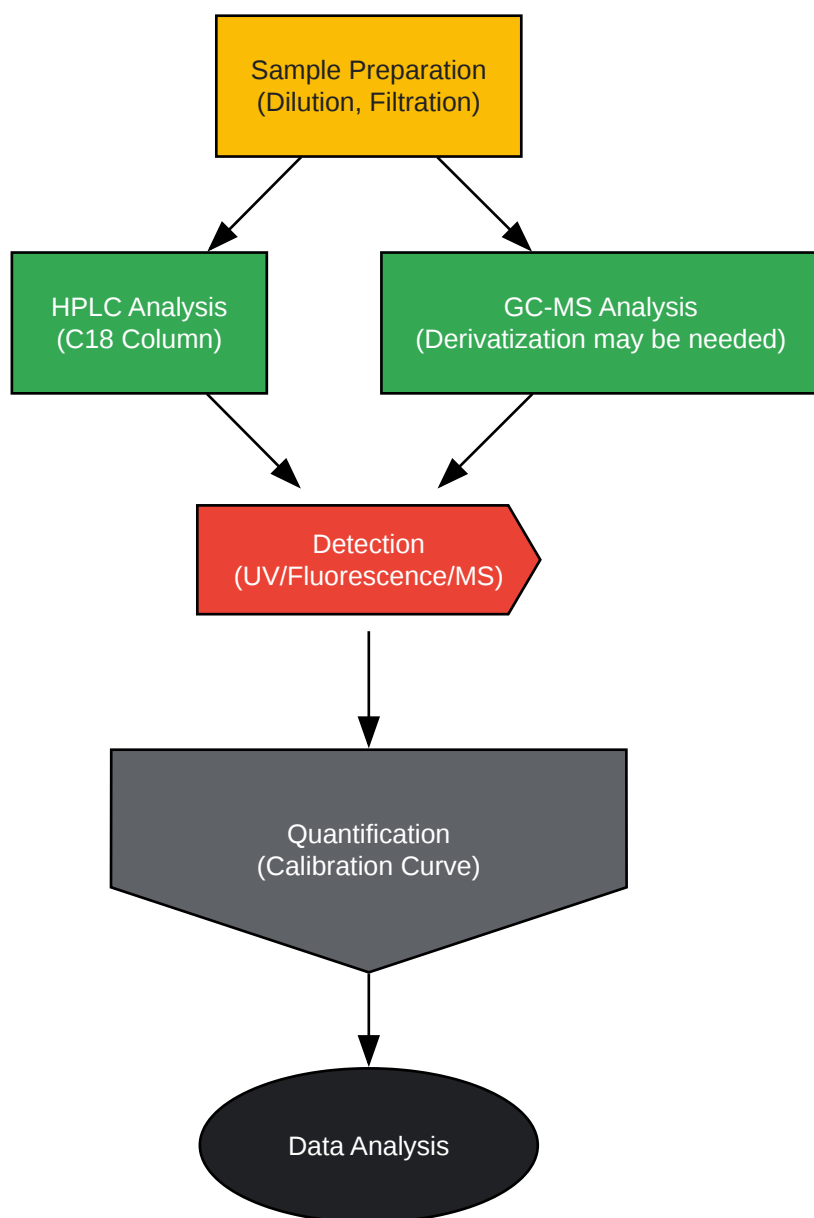 Sample Preparation
(Dilution, Filtration)
HPLC Analysis
(C18 Column)
GC-MS Analysis
(Derivatization may be needed)
Detection
(UV/Fluorescence/MS)
Quantification
(Calibration Curve)
Data Analysis